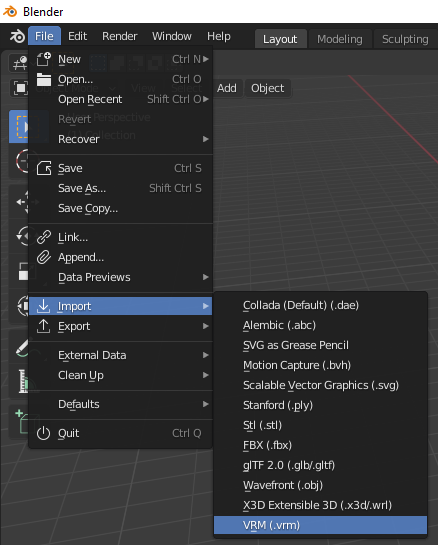 Blender
File Edit Render Window Help Layout Modeling Sculpting
New Ctrl N
Open... Ctrl O
Add Object
Open Recent Shift Ctrl O
Revert
Recover
Save Ctrl S
Save As... Shift Ctrl S
Save Copy...
Link...
Append...
Data Previews
Import
Export
External Data
Clean Up
Defaults
Quit Ctrl Q
Collada (Default) (.dae)
Alembic (.abc)
SVG as Grease Pencil
Motion Capture (.bvh)
Scalable Vector Graphics (.svg)
Stanford (.ply)
Stl (.stl)
FBX (.fbx)
glTF 2.0 (.glb/.gltf)
Wavefront (.obj)
X3D Extensible 3D (.x3d/.wrl)
VRM (.vrm)